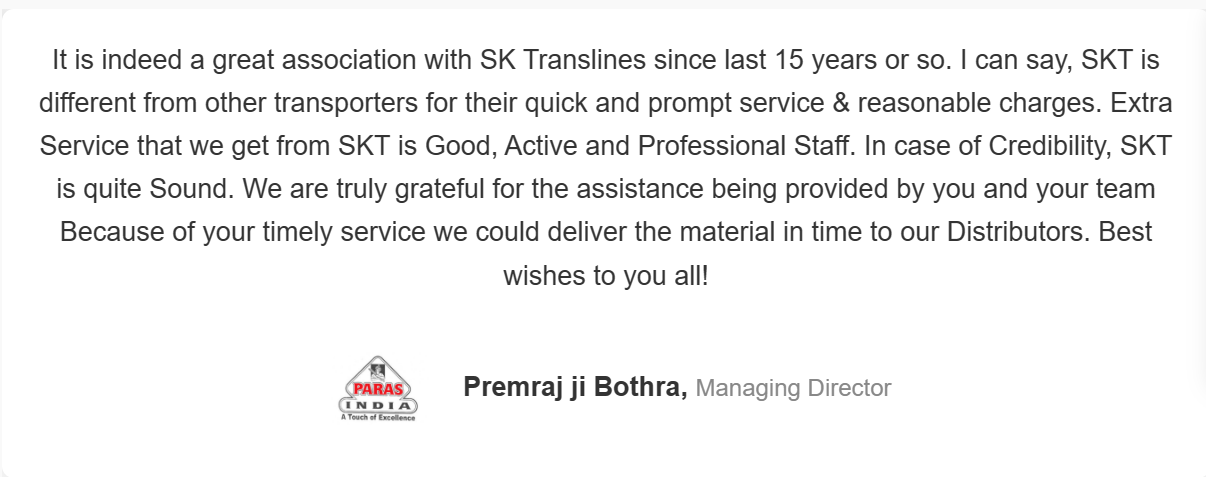 It is indeed a great association with SK Translines since last 15 years or so. I can say, SKT is
different from other transporters for their quick and prompt service & reasonable charges. Extra
Service that we get from SKT is Good, Active and Professional Staff. In case of Credibility, SKT
is quite Sound. We are truly grateful for the assistance being provided by you and your team
Because of your timely service we could deliver the material in time to our Distributors. Best
wishes to you all!
PARAS
INDIA
A Touch of Excellence
Premraj ji Bothra, Managing Director